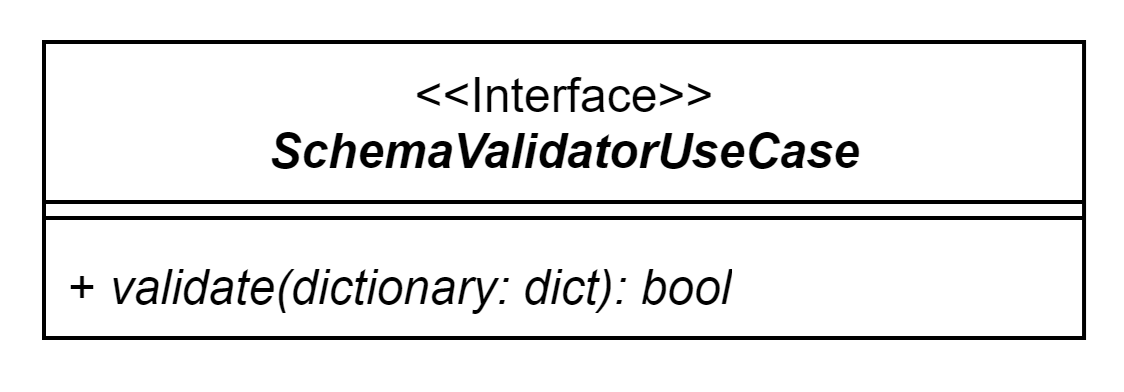 <<Interface>>
SchemaValidatorUseCase
+ validate(dictionary: dict): bool